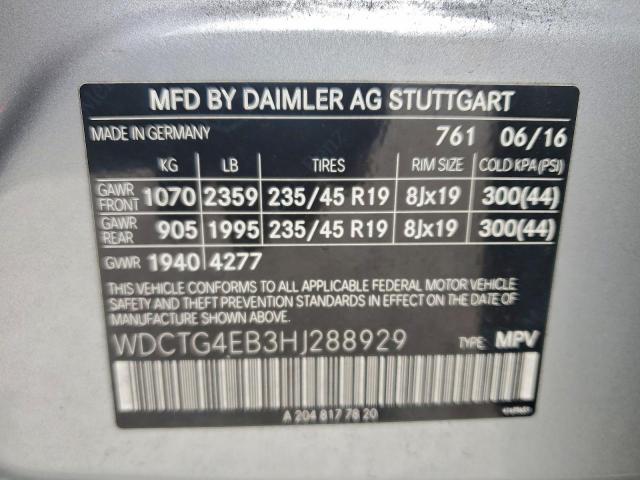 MFD BY DAIMLER AG STUTTGART
MADE IN GERMANY 761 06/16
KG LB TIRES RIM SIZE COLD KPA(PSI)
GAWR FRONT 1070 2359 235/45 R19 8Jx19 300(44)
GAWR REAR 905 1995 235/45 R19 8Jx19 300(44)
GVWR 1940 4277
THIS VEHICLE CONFORMS TO ALL APPLICABLE FEDERAL MOTOR VEHICLE
SAFETY AND THEFT PREVENTION STANDARDS IN EFFECT ON THE DATE OF
MANUFACTURE SHOWN ABOVE.
WDCTG4EB3HJ288929 TYPE: MPV
A 204 817 78 20